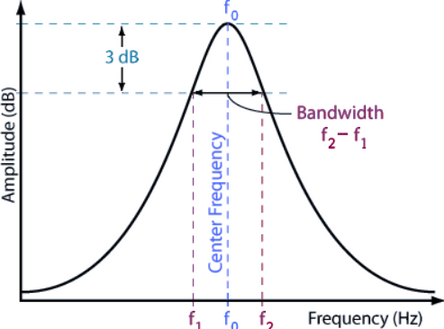 f₀
3 dB
Bandwidth
f₂ – f₁
Amplitude (dB)
Center Frequency
f₁
f₀
f₂
Frequency (Hz)